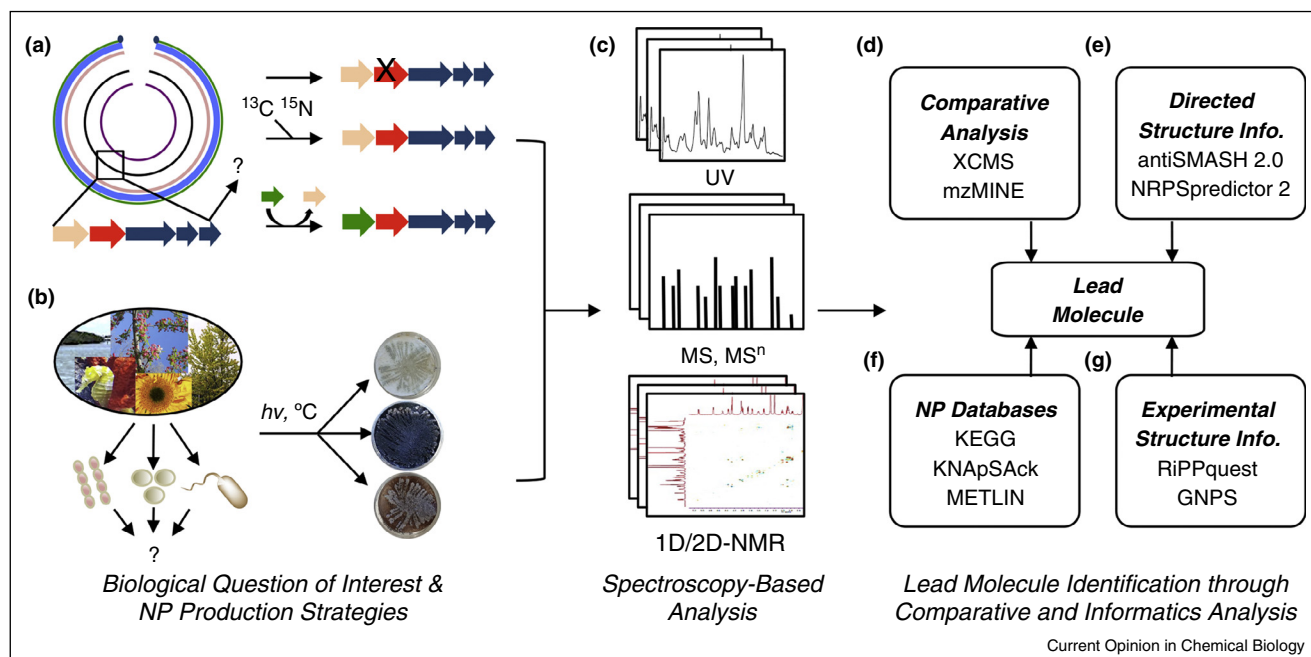 (a)
X
¹³C ¹⁵N
?
(b)
hv, ºC
?
Biological Question of Interest &
NP Production Strategies
(c)
UV
MS, MSⁿ
1D/2D-NMR
Spectroscopy-Based
Analysis
(d)
Comparative
Analysis
XCMS
mzMINE
(e)
Directed
Structure Info.
antiSMASH 2.0
NRPSpredictor 2
Lead
Molecule
(f)
NP Databases
KEGG
KNApSAck
METLIN
(g)
Experimental
Structure Info.
RiPPquest
GNPS
Lead Molecule Identification through
Comparative and Informatics Analysis
Current Opinion in Chemical Biology